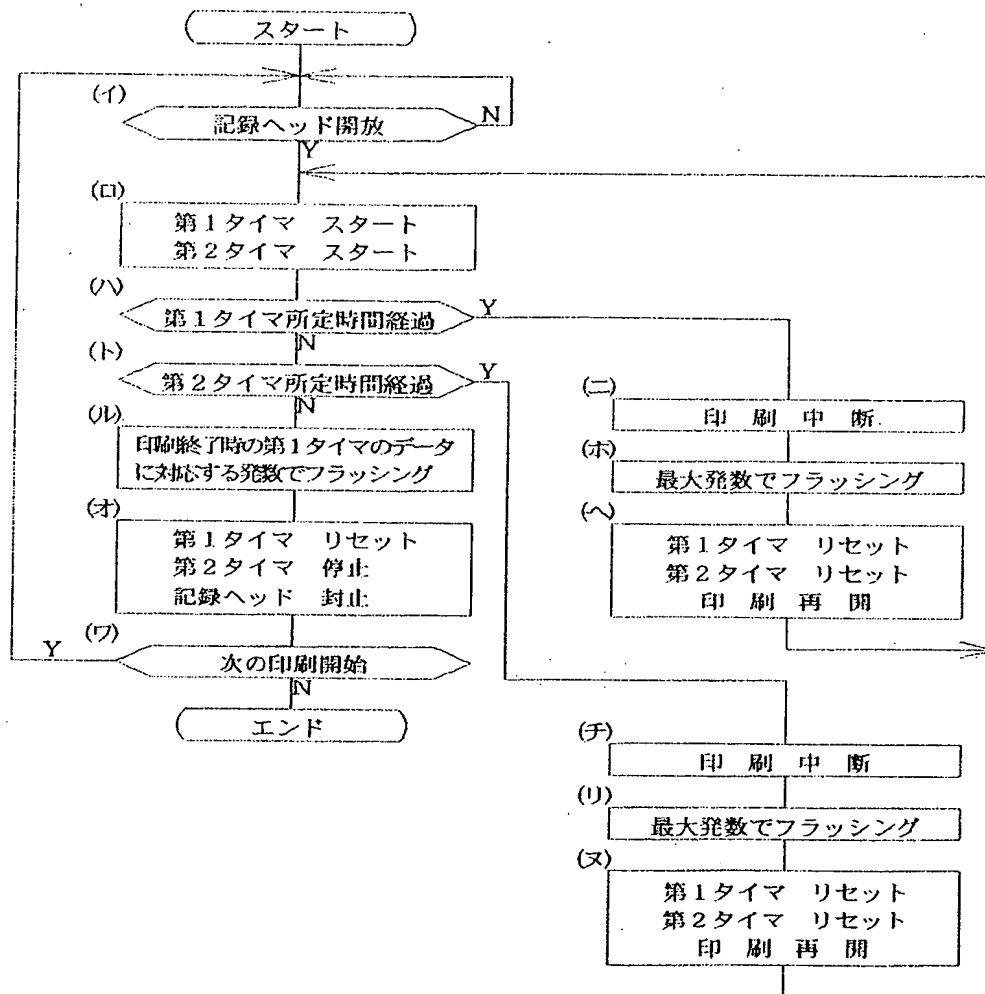 スタート
(イ)
記録ヘッド開放
N
Y
(ロ)
第1タイマ スタート
第2タイマ スタート
(ハ)
第1タイマ所定時間経過
Y
N
(ト)
第2タイマ所定時間経過
Y
N
(ル)
印刷終了時の第1タイマのデータ
に対応する発数でフラッシング
(オ)
第1タイマ リセット
第2タイマ 停止
記録ヘッド 封止
(ワ)
次の印刷開始
Y
N
エンド
(ニ)
印刷中断
(ホ)
最大発数でフラッシング
(ヘ)
第1タイマ リセット
第2タイマ リセット
印刷再開
(チ)
印刷中断
(リ)
最大発数でフラッシング
(ヌ)
第1タイマ リセット
第2タイマ リセット
印刷再開